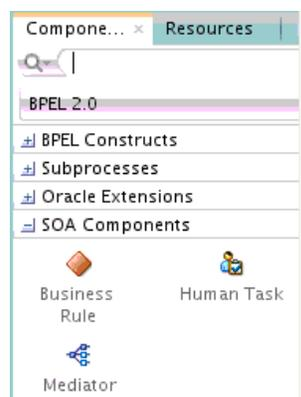 Compone... × Resources
BPEL 2.0
BPEL Constructs
Subprocesses
Oracle Extensions
SOA Components
Business Rule
Human Task
Mediator